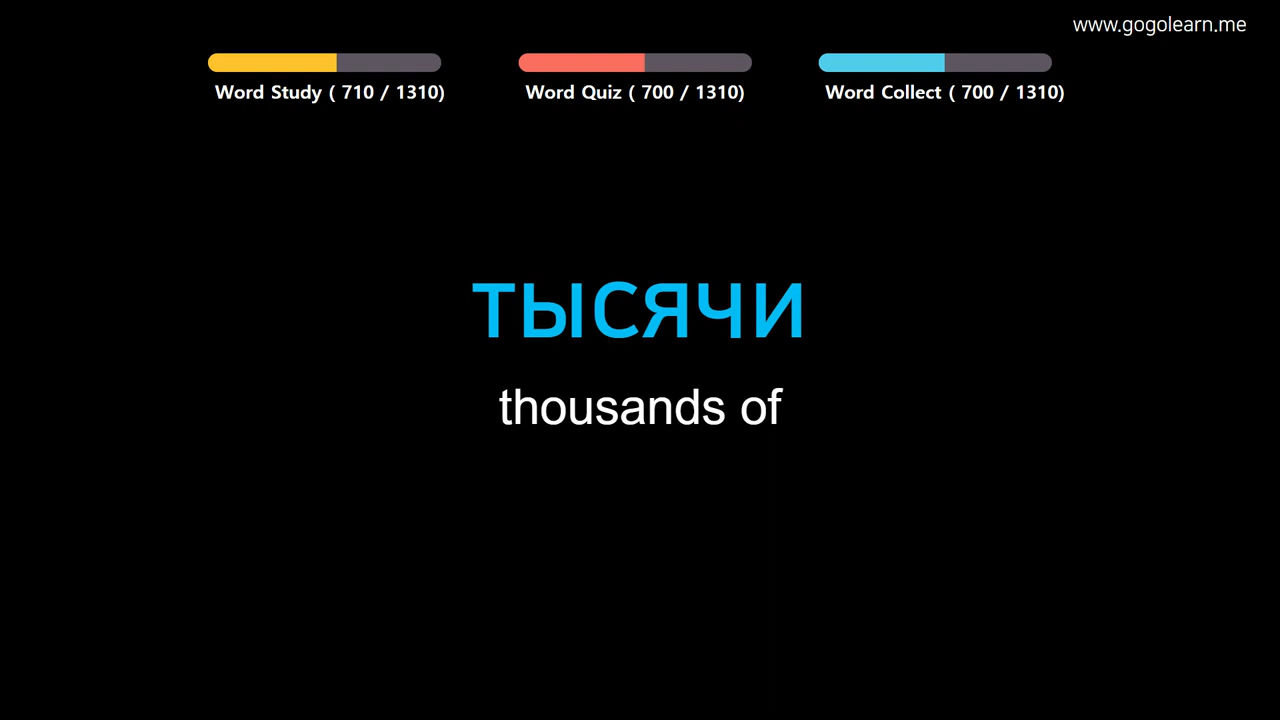 www.gogolearn.me
Word Study ( 710 / 1310)
Word Quiz ( 700 / 1310)
Word Collect ( 700 / 1310)
тысячи
thousands of